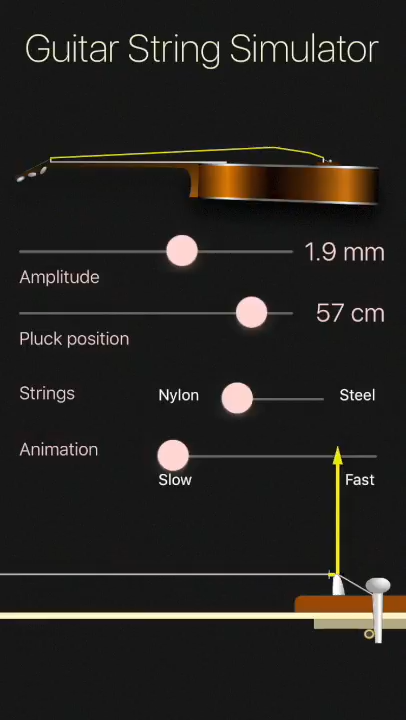 Guitar String Simulator
1.9 mm
Amplitude
57 cm
Pluck position
Strings
Nylon
Steel
Animation
Slow
Fast